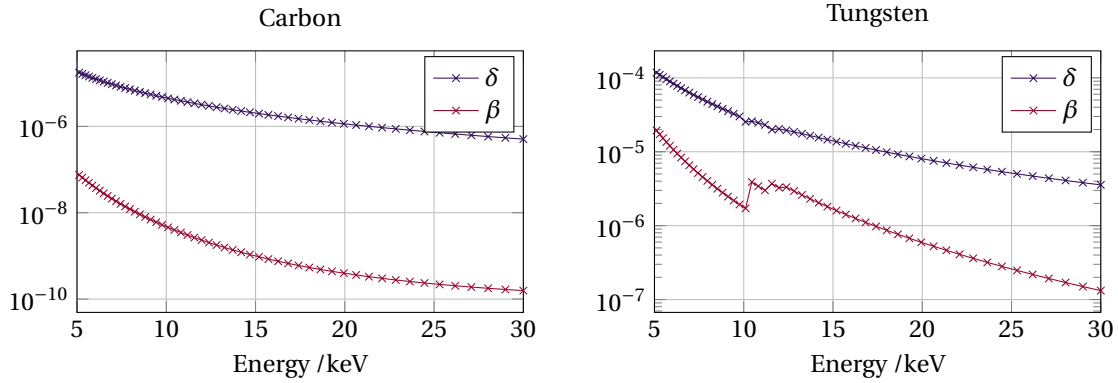 Carbon
δ
β
10⁻⁶
10⁻⁸
10⁻¹⁰
5 10 15 20 25 30
Energy /keV
Tungsten
δ
β
10⁻⁴
10⁻⁵
10⁻⁶
10⁻⁷
5 10 15 20 25 30
Energy /keV